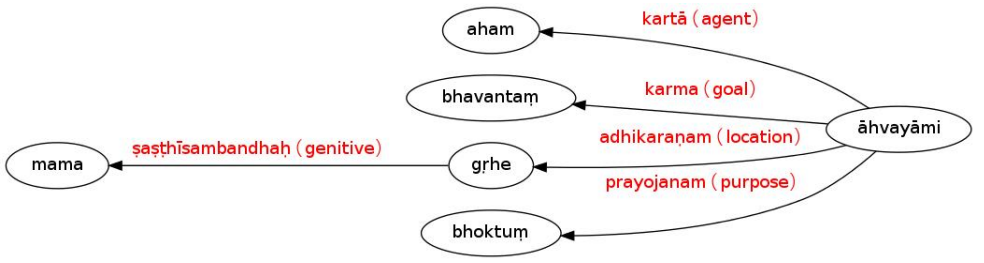 kartā (agent)
aham
karma (goal)
bhavantaṃ
āhvayāmi
adhikaraṇam (location)
ṣaṣṭhīsambandhaḥ (genitive)
mama
gṛhe
prayojanam (purpose)
bhoktuṃ